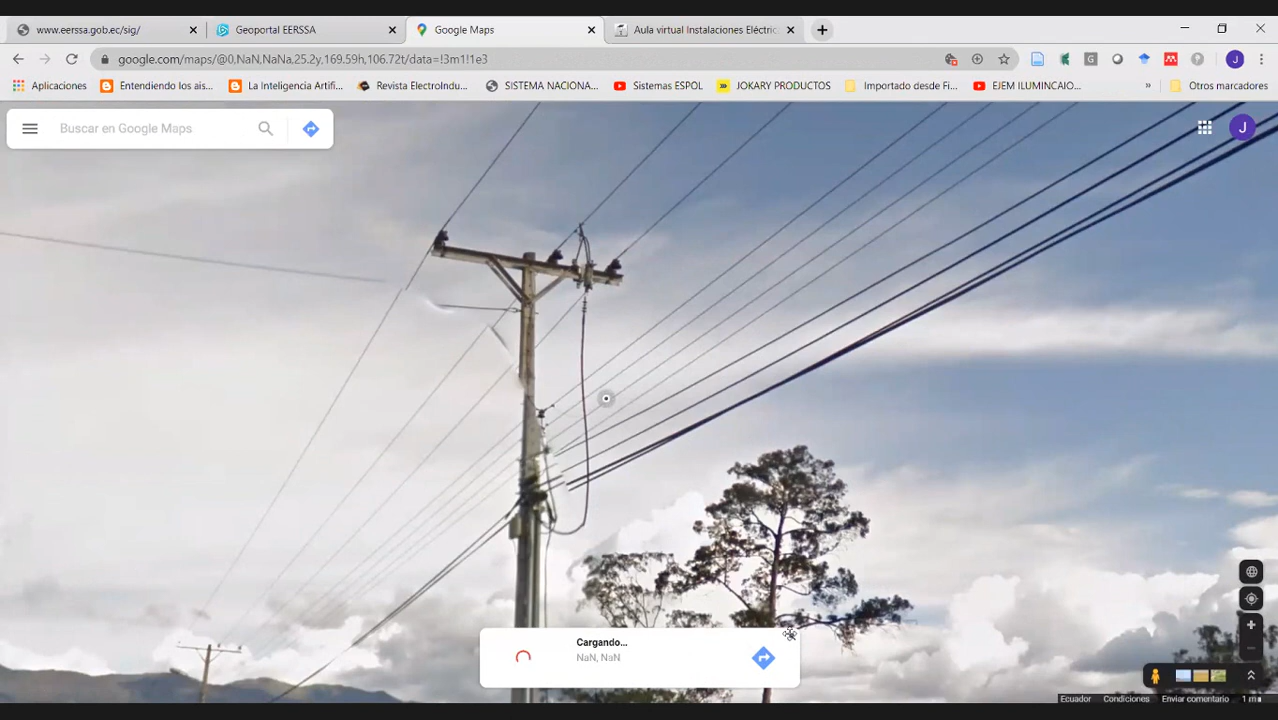 www.eerssa.gob.ec/sig/
Geoportal EERSSA
Google Maps
Aula virtual Instalaciones Eléctric
google.com/maps/@0,NaN,NaNa,25.2y,169.59h,106.72t/data=!3m1!1e3
Aplicaciones
Entendiendo los ais...
La Inteligencia Artifi...
Revista ElectroIndu...
SISTEMA NACIONA...
Sistemas ESPOL
JOKARY PRODUCTOS
Importado desde Fi...
EJEM ILUMINCAIO...
»
Otros marcadores
Buscar en Google Maps
J
J
Cargando...
NaN, NaN
Ecuador
Condiciones
Enviar comentario
1 m